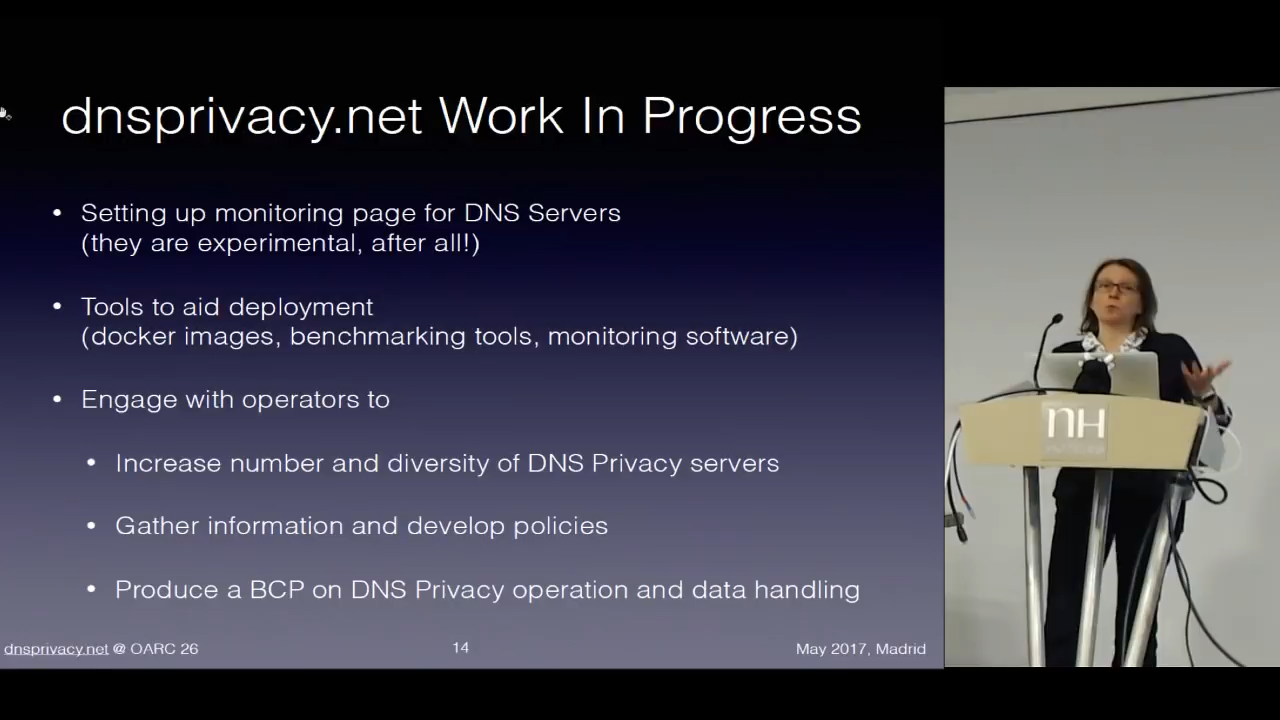 dnsprivacy.net Work In Progress
• Setting up monitoring page for DNS Servers
(they are experimental, after all!)
• Tools to aid deployment
(docker images, benchmarking tools, monitoring software)
• Engage with operators to
• Increase number and diversity of DNS Privacy servers
• Gather information and develop policies
• Produce a BCP on DNS Privacy operation and data handling
dnsprivacy.net @ OARC 26
14
May 2017, Madrid
nH